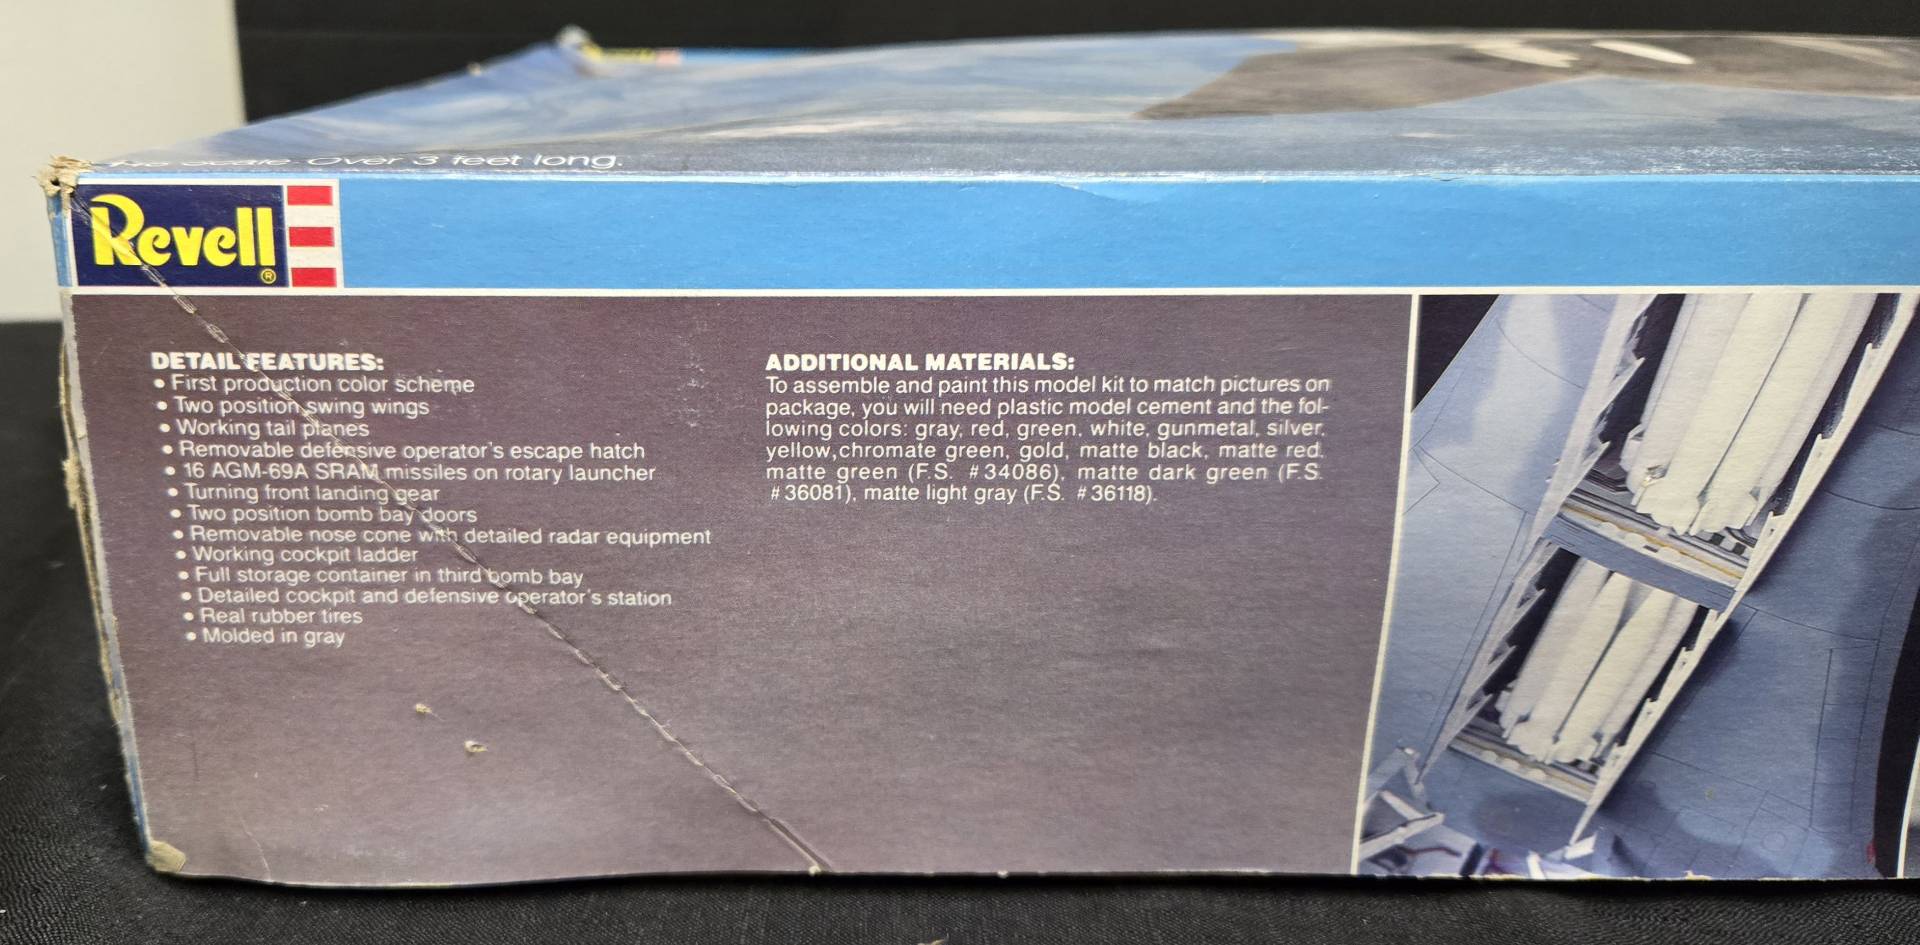 Scale. Over 3 feet long.
Revell®
DETAIL FEATURES:
• First production color scheme
• Two position swing wings
• Working tail planes
• Removable defensive operator's escape hatch
• 16 AGM-69A SRAM missiles on rotary launcher
• Turning front landing gear
• Two position bomb bay doors
• Removable nose cone with detailed radar equipment
• Working cockpit ladder
• Full storage container in third bomb bay
• Detailed cockpit and defensive operator's station
• Real rubber tires
• Molded in gray
ADDITIONAL MATERIALS:
To assemble and paint this model kit to match pictures on
package, you will need plastic model cement and the fol-
lowing colors: gray, red, green, white, gunmetal, silver,
yellow, chromate green, gold, matte black, matte red,
matte green (F.S. #34086), matte dark green (F.S.
#36081), matte light gray (F.S. #36118).